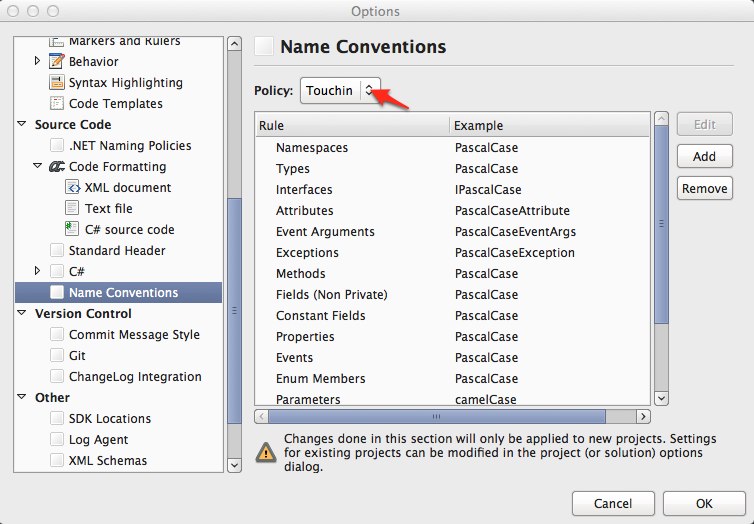 Options
Markers and Rulers
Behavior
Syntax Highlighting
Code Templates
Source Code
.NET Naming Policies
Code Formatting
XML document
Text file
C# source code
Standard Header
C#
Name Conventions
Version Control
Commit Message Style
Git
ChangeLog Integration
Other
SDK Locations
Log Agent
XML Schemas
Name Conventions
Policy: Touchin
Rule Example
Namespaces PascalCase
Types PascalCase
Interfaces IPascalCase
Attributes PascalCaseAttribute
Event Arguments PascalCaseEventArgs
Exceptions PascalCaseException
Methods PascalCase
Fields (Non Private) PascalCase
Constant Fields PascalCase
Properties PascalCase
Events PascalCase
Enum Members PascalCase
Parameters camelCase
Edit
Add
Remove
Changes done in this section will only be applied to new projects. Settings
for existing projects can be modified in the project (or solution) options
dialog.
Cancel OK